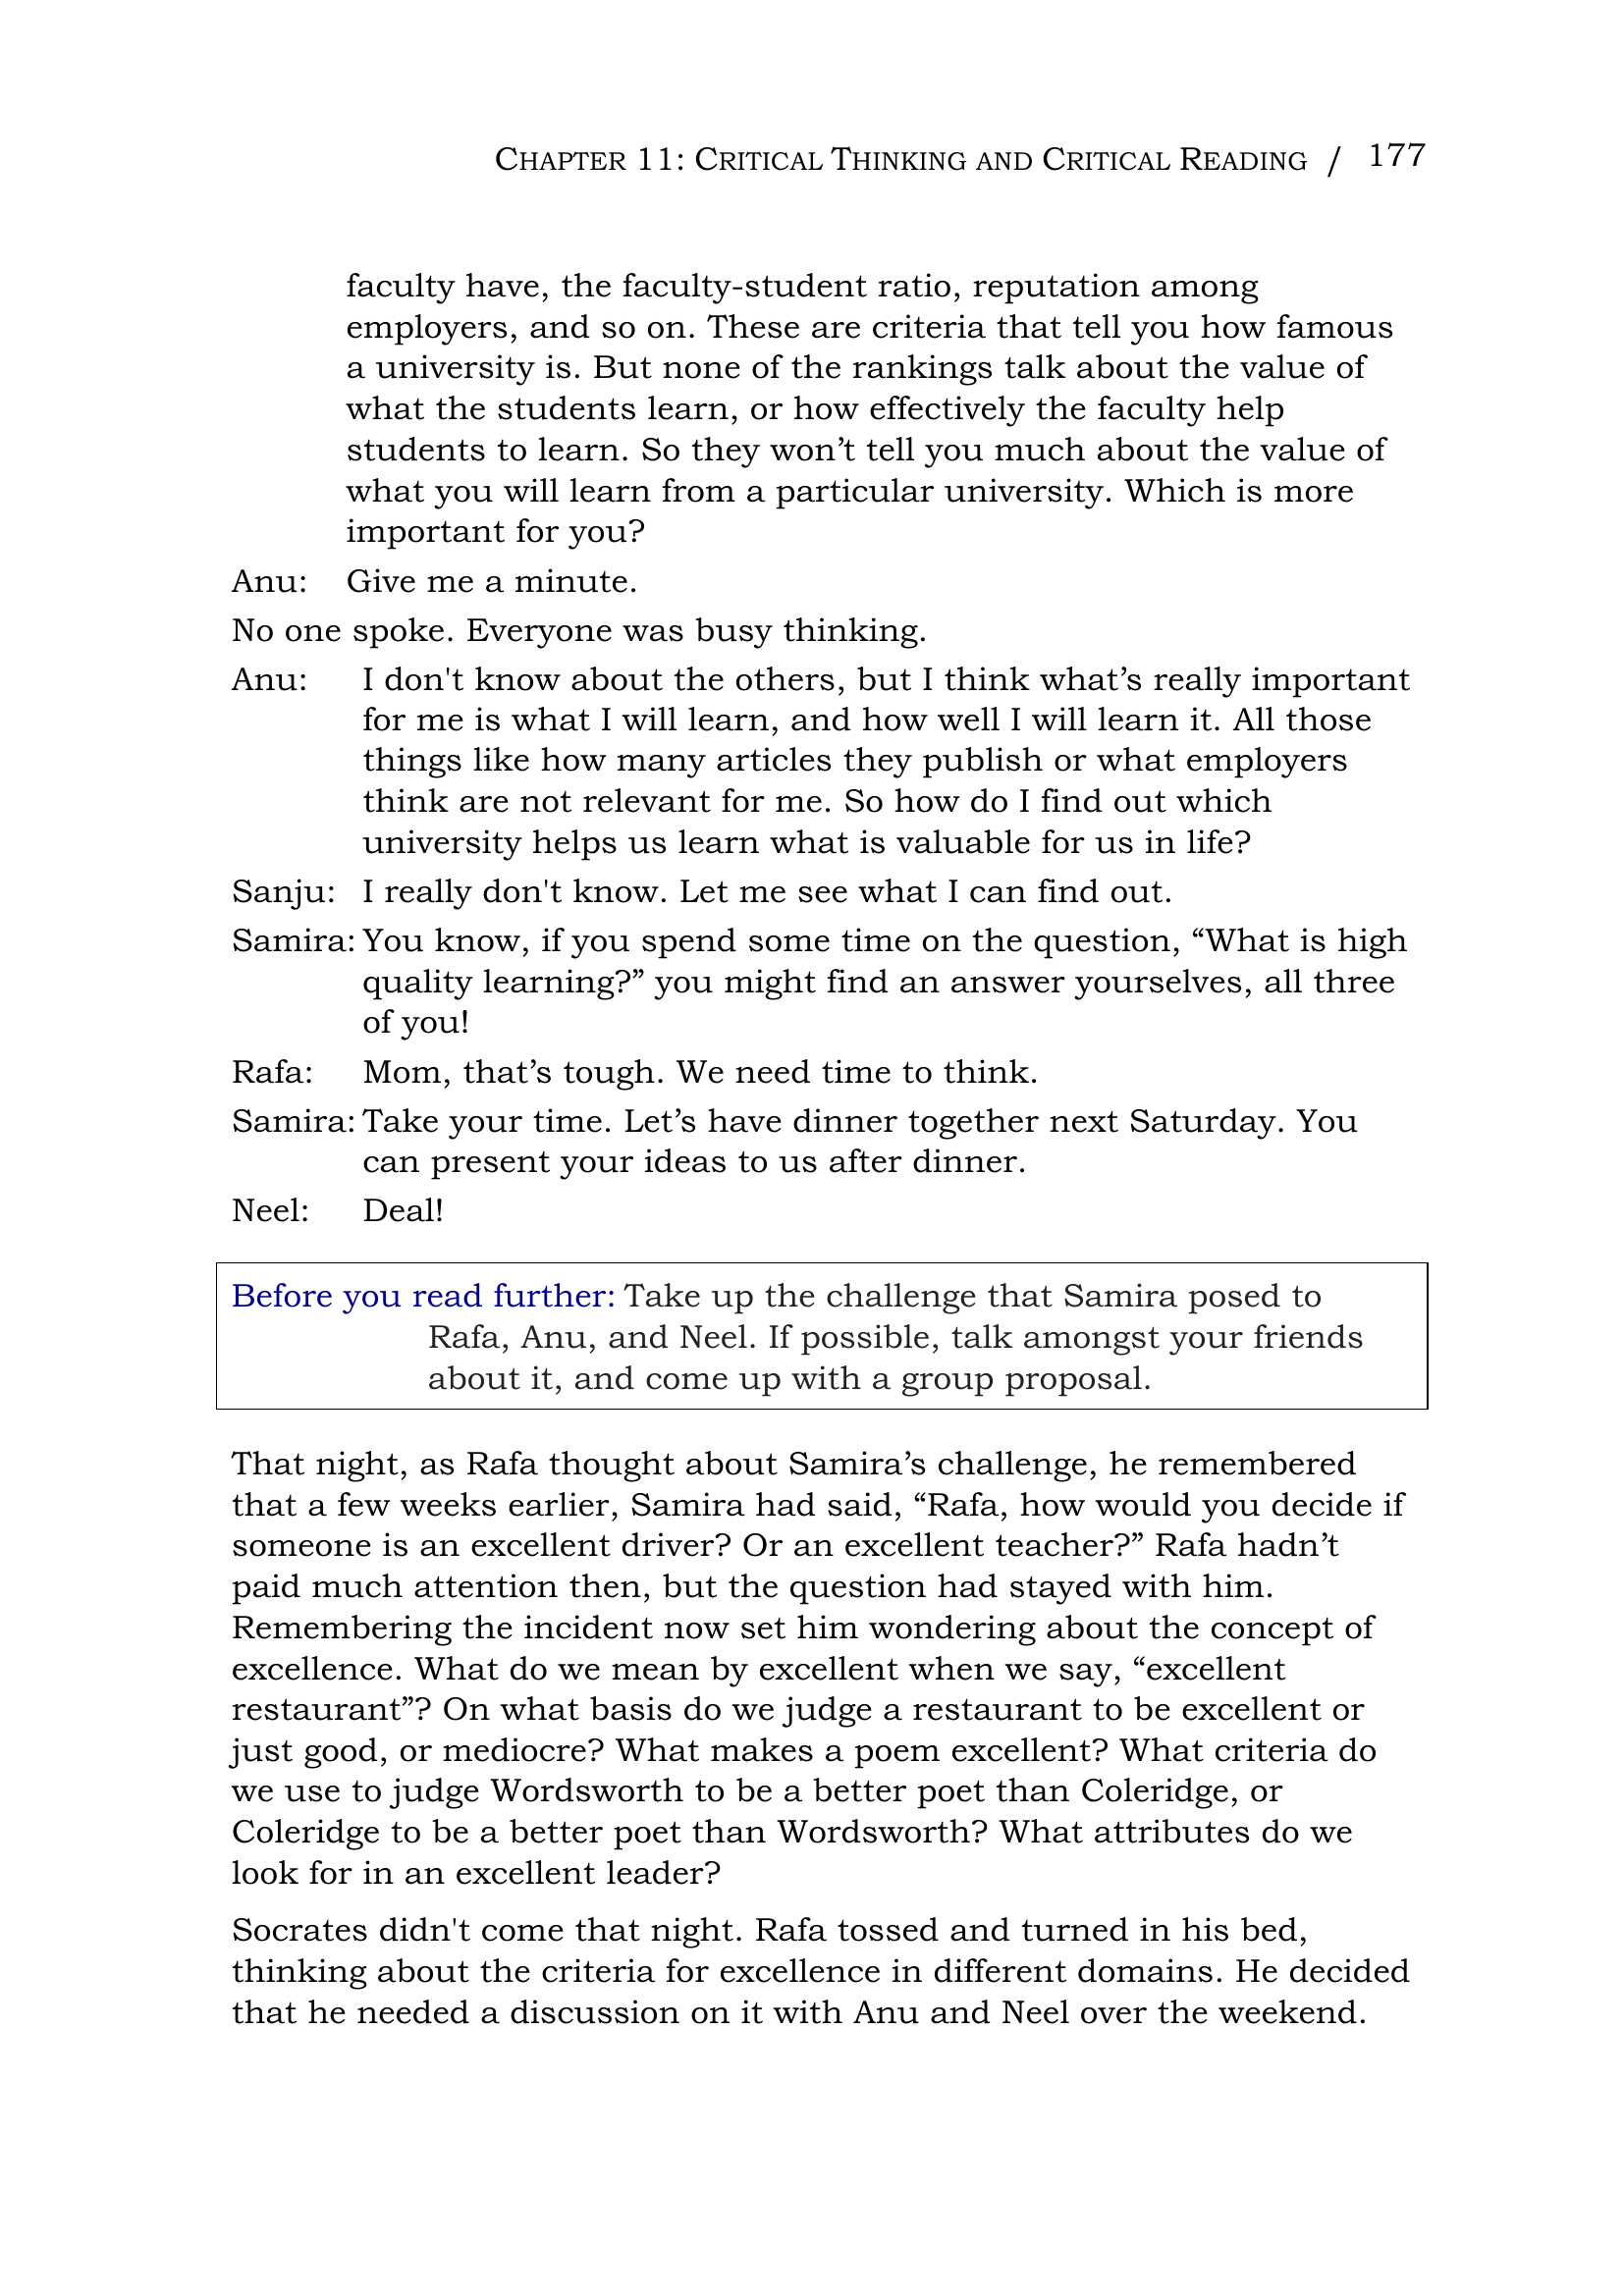 CHAPTER 11: CRITICAL THINKING AND CRITICAL READING / 177
faculty have, the faculty-student ratio, reputation among
employers, and so on. These are criteria that tell you how famous
a university is. But none of the rankings talk about the value of
what the students learn, or how effectively the faculty help
students to learn. So they won’t tell you much about the value of
what you will learn from a particular university. Which is more
important for you?
Anu: Give me a minute.
No one spoke. Everyone was busy thinking.
Anu: I don't know about the others, but I think what’s really important
for me is what I will learn, and how well I will learn it. All those
things like how many articles they publish or what employers
think are not relevant for me. So how do I find out which
university helps us learn what is valuable for us in life?
Sanju: I really don't know. Let me see what I can find out.
Samira: You know, if you spend some time on the question, “What is high
quality learning?” you might find an answer yourselves, all three
of you!
Rafa: Mom, that’s tough. We need time to think.
Samira: Take your time. Let’s have dinner together next Saturday. You
can present your ideas to us after dinner.
Neel: Deal!
Before you read further: Take up the challenge that Samira posed to
Rafa, Anu, and Neel. If possible, talk amongst your friends
about it, and come up with a group proposal.
That night, as Rafa thought about Samira’s challenge, he remembered
that a few weeks earlier, Samira had said, “Rafa, how would you decide if
someone is an excellent driver? Or an excellent teacher?” Rafa hadn’t
paid much attention then, but the question had stayed with him.
Remembering the incident now set him wondering about the concept of
excellence. What do we mean by excellent when we say, “excellent
restaurant”? On what basis do we judge a restaurant to be excellent or
just good, or mediocre? What makes a poem excellent? What criteria do
we use to judge Wordsworth to be a better poet than Coleridge, or
Coleridge to be a better poet than Wordsworth? What attributes do we
look for in an excellent leader?
Socrates didn't come that night. Rafa tossed and turned in his bed,
thinking about the criteria for excellence in different domains. He decided
that he needed a discussion on it with Anu and Neel over the weekend.